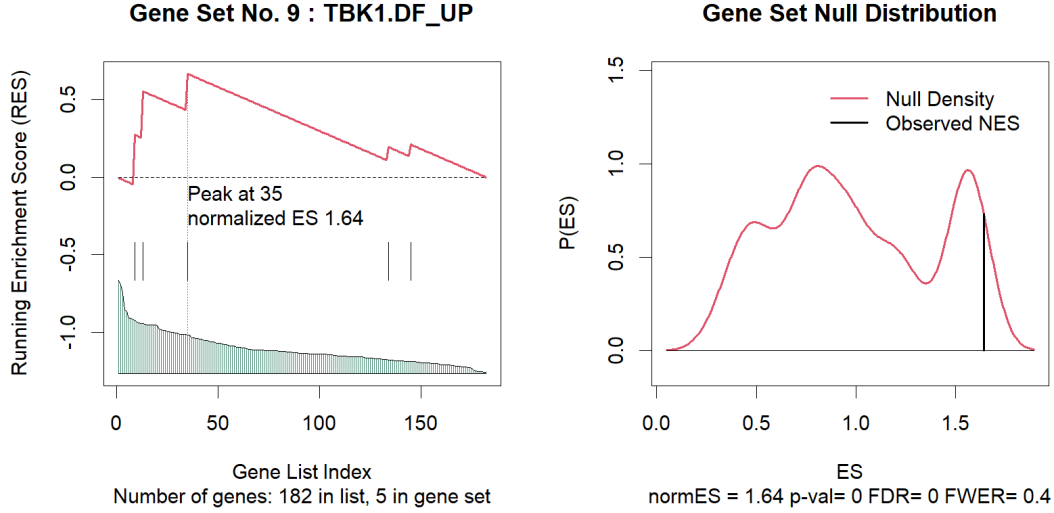 Gene Set No. 9 : TBK1.DF_UP
Running Enrichment Score (RES)
0.5
0.0
-0.5
-1.0
Peak at 35
normalized ES 1.64
0
50
100
150
Gene List Index
Number of genes: 182 in list, 5 in gene set
Gene Set Null Distribution
P(ES)
1.5
1.0
0.5
0.0
Null Density
Observed NES
0.0
0.5
1.0
1.5
ES
normES = 1.64 p-val= 0 FDR= 0 FWER= 0.4